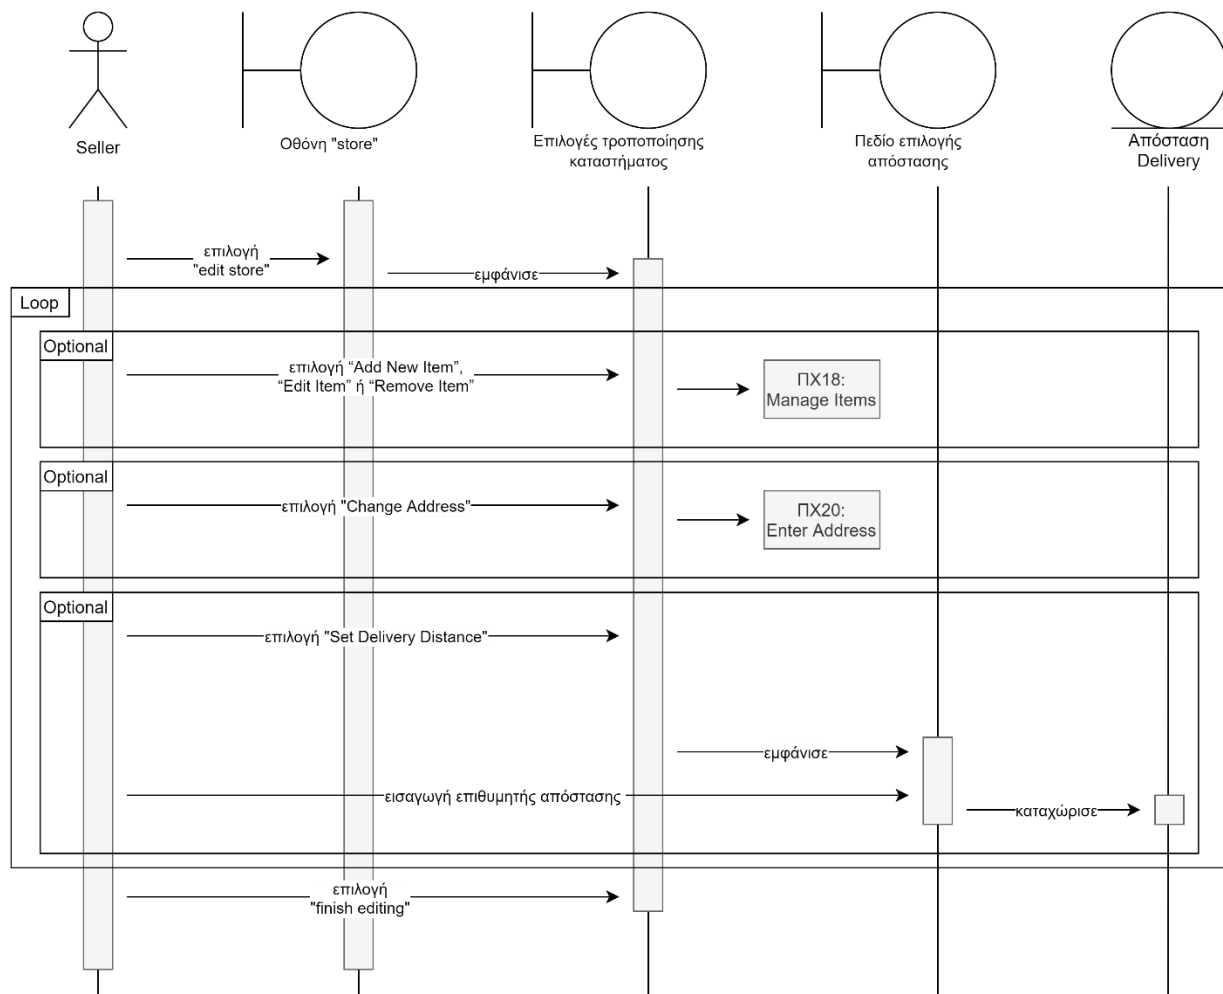 Seller
Οθόνη "store"
Επιλογές τροποποίησης
καταστήματος
Πεδίο επιλογής
απόστασης
Απόσταση
Delivery
επιλογή
"edit store"
εμφάνισε
Loop
Optional
επιλογή “Add New Item”,
“Edit Item” ή “Remove Item”
ΠΧ18:
Manage Items
Optional
επιλογή "Change Address"
ΠΧ20:
Enter Address
Optional
επιλογή "Set Delivery Distance"
εμφάνισε
εισαγωγή επιθυμητής απόστασης
καταχώρισε
επιλογή
"finish editing"